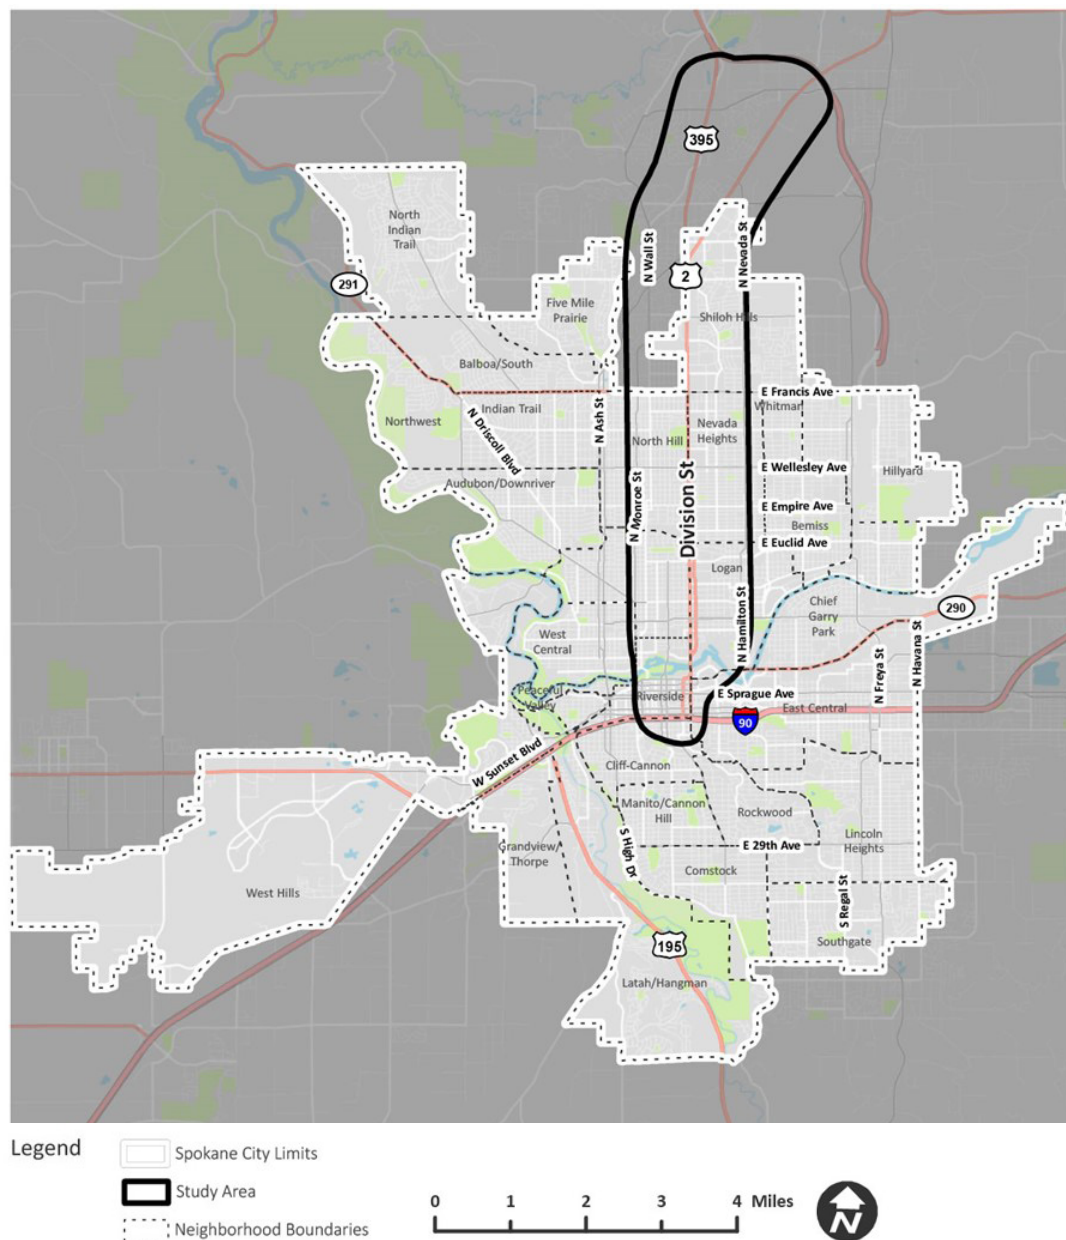 395
North
Indian
Trail
N Wall St
N Nevada St
2
291
Five Mile
Prairie
Shiloh Hills
Balboa/South
Indian Trail
E Francis Ave
Whitman
N Ash St
Northwest
N Driscoll Blvd
North Hill
Nevada
Heights
E Wellesley Ave
Hillyard
Audubon/Downriver
N Monroe St
Division St
E Empire Ave
Bemiss
E Euclid Ave
Logan
290
Chief
Garry
Park
N Hamilton St
West
Central
N Freya St
N Havana St
Peaceful
Valley
Riverside
E Sprague Ave
East Central
90
W Sunset Blvd
Cliff-Cannon
Manito/Cannon
Hill
Rockwood
Lincoln
Heights
S High Dr
E 29th Ave
Grandview/
Thorpe
Comstock
West Hills
S Regal St
Southgate
195
Latah/Hangman
Legend
Spokane City Limits
Study Area
Neighborhood Boundaries
0 1 2 3 4 Miles
N